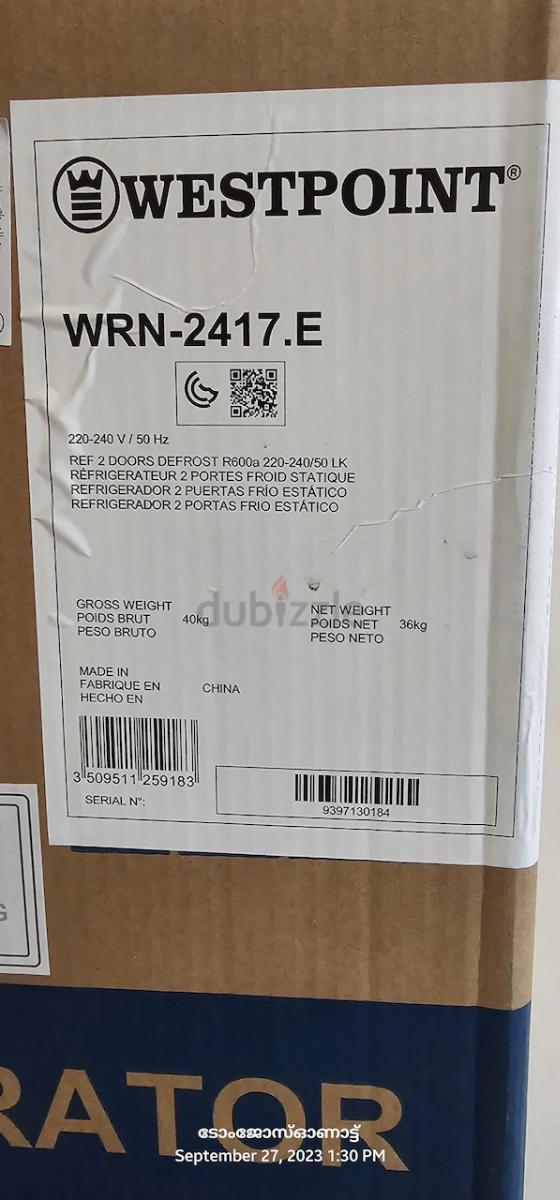 WESTPOINT®
WRN-2417.E
220-240 V / 50 Hz
REF 2 DOORS DEFROST R600a 220-240/50 LK
RÉFRIGERATEUR 2 PORTES FROID STATIQUE
REFRIGERADOR 2 PUERTAS FRÍO ESTÁTICO
REFRIGERADOR 2 PORTAS FRIO ESTÁTICO
GROSS WEIGHT
POIDS BRUT 40kg
PESO BRUTO
NET WEIGHT
POIDS NET 36kg
PESO NETO
dubizzle
MADE IN
FABRIQUE EN CHINA
HECHO EN
3 509511 259183
SERIAL N°:
9397130184
G
RATOR
ടോംജോസ്ഓണാട്ട്
September 27, 2023 1:30 PM